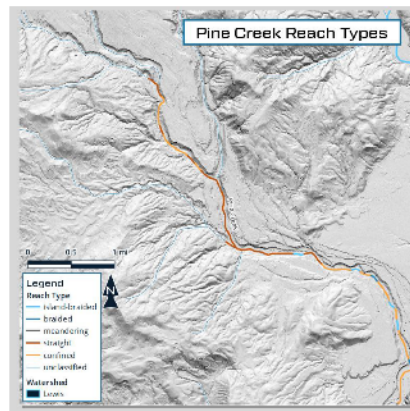 Pine Creek Reach Types
0 0.5 1 mi
N
Legend
Reach Type
island-braided
braided
meandering
straight
confined
unclassified
Watershed
Lewis